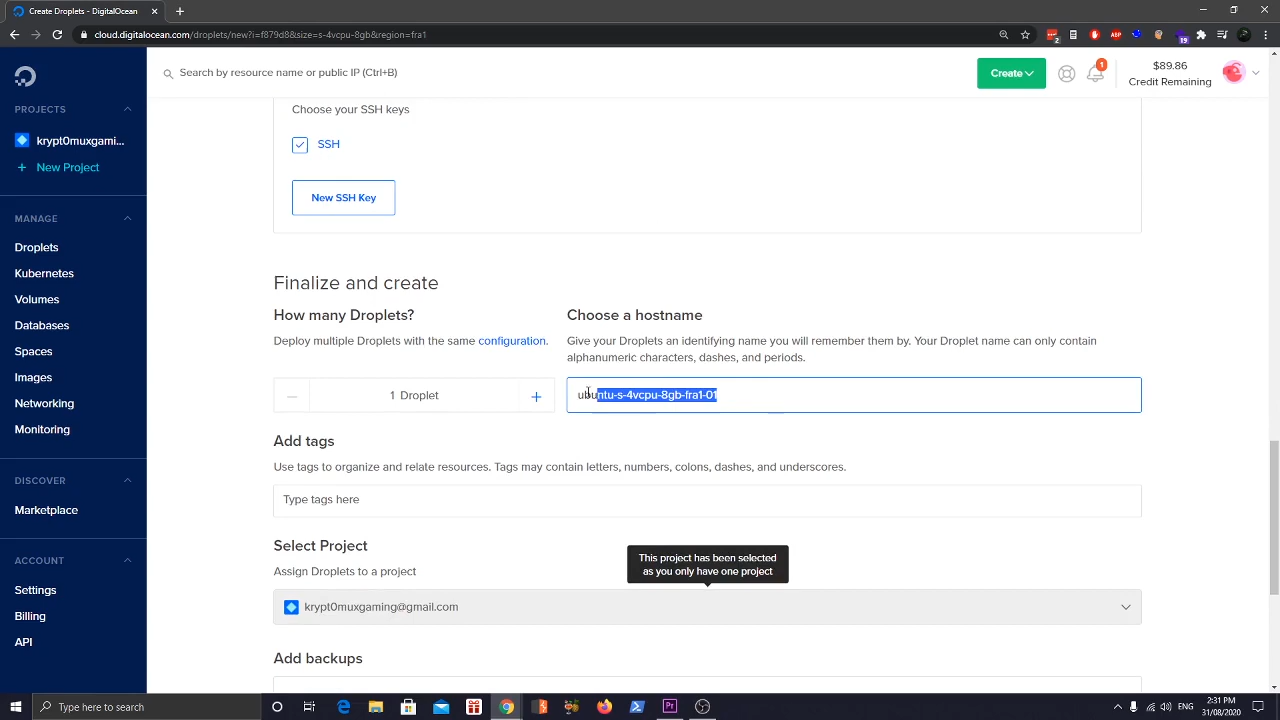 Create Droplets - DigitalOcean
cloud.digitalocean.com/droplets/new?i=f879d8&size=s-4vcpu-8gb&region=fra1
2
ABP
19
Search by resource name or public IP (Ctrl+B)
Create
1
$89.86
Credit Remaining
PROJECTS
krypt0muxgami...
+ New Project
MANAGE
Droplets
Kubernetes
Volumes
Databases
Spaces
Images
Networking
Monitoring
DISCOVER
Marketplace
ACCOUNT
Settings
Billing
API
Choose your SSH keys
SSH
New SSH Key
Finalize and create
How many Droplets?
Deploy multiple Droplets with the same configuration.
1 Droplet
Choose a hostname
Give your Droplets an identifying name you will remember them by. Your Droplet name can only contain
alphanumeric characters, dashes, and periods.
ubuntu-s-4vcpu-8gb-fra1-01
Add tags
Use tags to organize and relate resources. Tags may contain letters, numbers, colons, dashes, and underscores.
Type tags here
Select Project
Assign Droplets to a project
This project has been selected
as you only have one project
krypt0muxgaming@gmail.com
Add backups
Type here to search
Pr
ENG
2:31 PM
31/08/2020